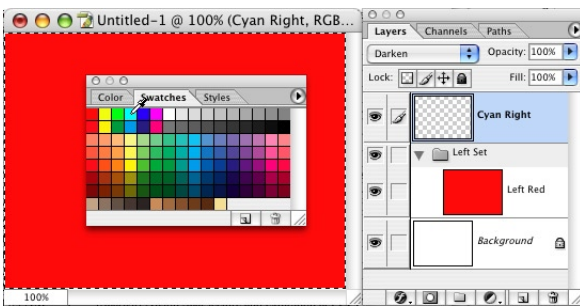 Untitled-1 @ 100% (Cyan Right, RGB...
Color Swatches Styles
100%
Layers Channels Paths
Darken Opacity: 100%
Lock: Fill: 100%
Cyan Right
Left Set
Left Red
Background